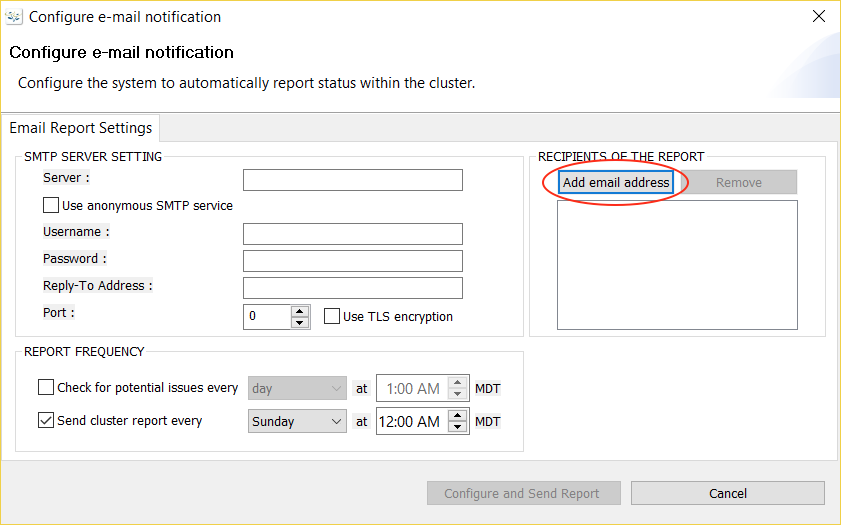 Configure e-mail notification
Configure e-mail notification
Configure the system to automatically report status within the cluster.
Email Report Settings
SMTP SERVER SETTING
Server :
Use anonymous SMTP service
Username :
Password :
Reply-To Address :
Port :
0
Use TLS encryption
RECIPIENTS OF THE REPORT
Add email address
Remove
REPORT FREQUENCY
Check for potential issues every day at 1:00 AM MDT
Send cluster report every Sunday at 12:00 AM MDT
Configure and Send Report
Cancel